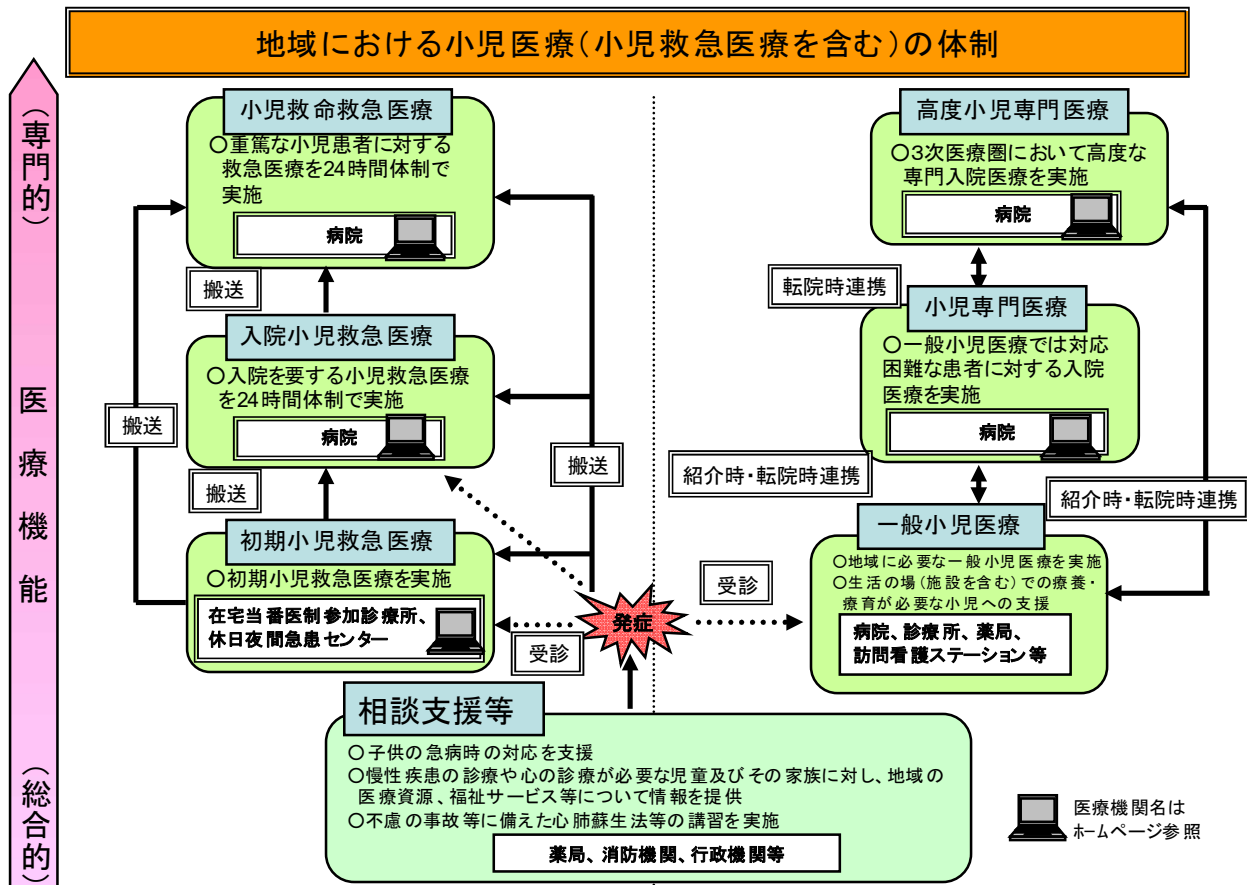 地域における小児医療（小児救急医療を含む）の体制
（専門的）
医療機能
（総合的）
小児救命救急医療
○重篤な小児患者に対する
救急医療を24時間体制で
実施
病院
搬送
入院小児救急医療
○入院を要する小児救急医療
を24時間体制で実施
病院
搬送
搬送
搬送
初期小児救急医療
○初期小児救急医療を実施
在宅当番医制参加診療所、
休日夜間急患センター
受診
発症
受診
高度小児専門医療
○3次医療圏において高度な
専門入院医療を実施
病院
転院時連携
小児専門医療
○一般小児医療では対応
困難な患者に対する入院
医療を実施
病院
紹介時・転院時連携
紹介時・転院時連携
一般小児医療
○地域に必要な一般小児医療を実施
○生活の場（施設を含む）での療養・
療育が必要な小児への支援
病院、診療所、薬局、
訪問看護ステーション等
相談支援等
○子供の急病時の対応を支援
○慢性疾患の診療や心の診療が必要な児童及びその家族に対し、地域の
医療資源、福祉サービス等について情報を提供
○不慮の事故等に備えた心肺蘇生法等の講習を実施
薬局、消防機関、行政機関等
医療機関名は
ホームページ参照